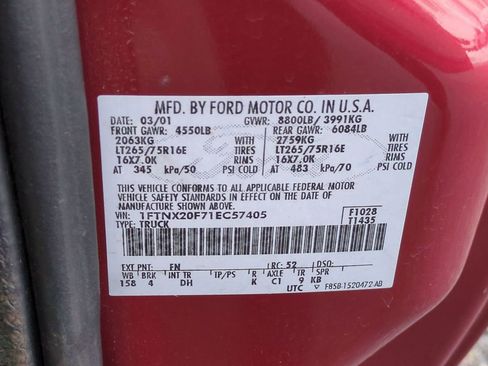 MFD. BY FORD MOTOR CO. IN U.S.A.
DATE: 03/01 GVWR: 8800LB/ 3991KG
FRONT GAWR: 4550LB REAR GAWR: 6084LB
2063KG WITH 2759KG WITH
LT265/75R16E TIRES LT265/75R16E TIRES
16X7.0K RIMS 16X7.0K RIMS
AT 345 kPa/50 PSI COLD AT 483 kPa/70 PSI COLD
THIS VEHICLE CONFORMS TO ALL APPLICABLE FEDERAL MOTOR
VEHICLE SAFETY STANDARDS IN EFFECT ON THE DATE OF
MANUFACTURE SHOWN ABOVE.
VIN: 1FTNX20F71EC57405 F1028
TYPE: TRUCK T1435
EXT PNT: FN RC: 52 DSO:
WB BRK INT TR TP/PS R AXLE TR SPR
158 4 DH K C1 9 KB
UTC F85B-1520472 AB